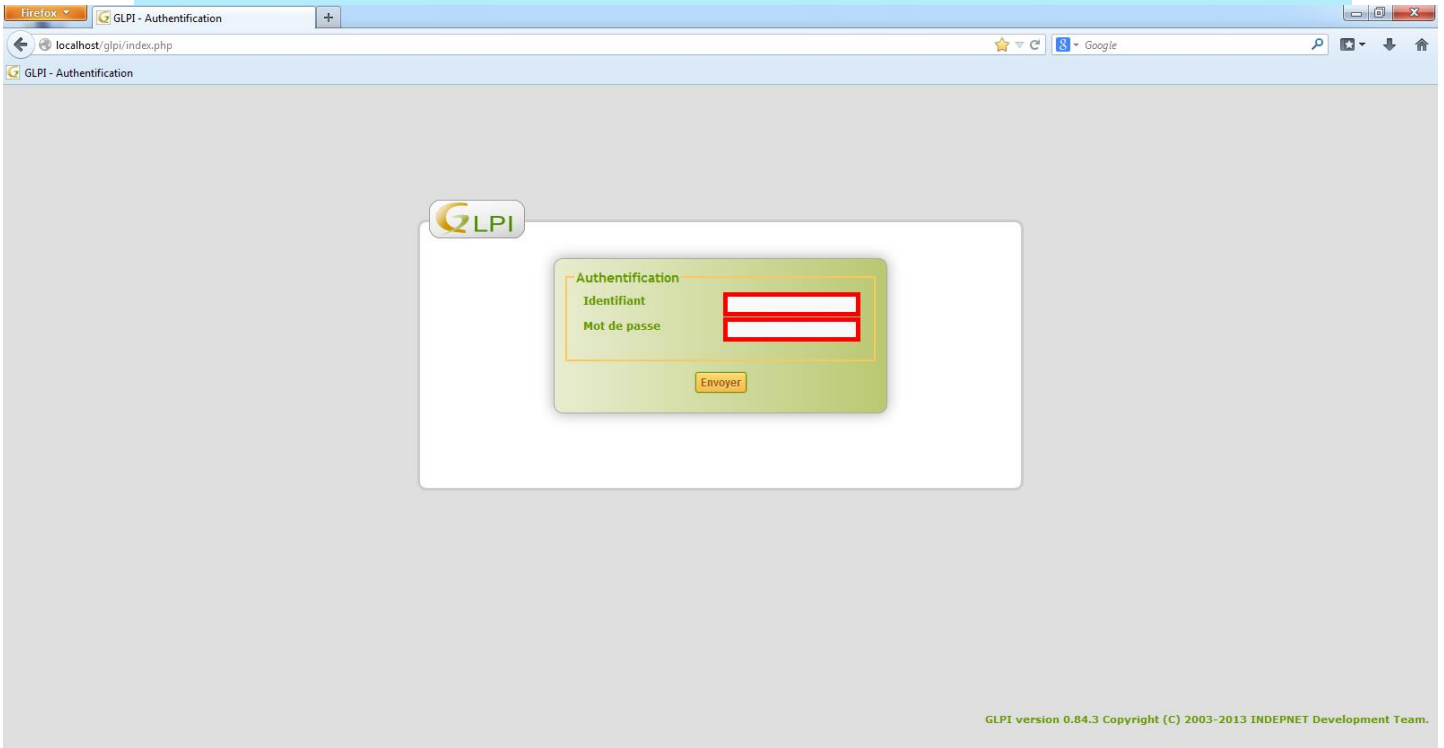 Firefox
GLPI - Authentification
localhost/glpi/index.php
Google
GLPI - Authentification
GLPI
Authentification
Identifiant
Mot de passe
Envoyer
GLPI version 0.84.3 Copyright (C) 2003-2013 INDEPNET Development Team.